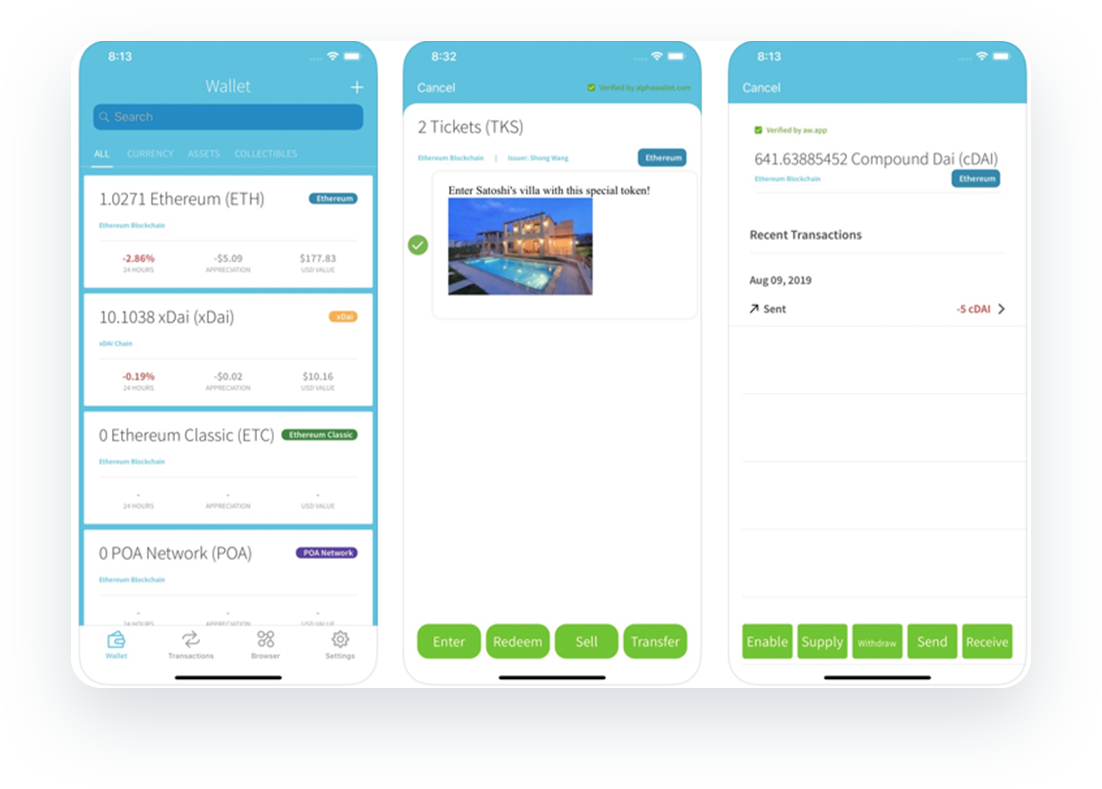 8:13
Wallet
Search
ALL CURRENCY ASSETS COLLECTIBLES
1.0271 Ethereum (ETH) Ethereum
Ethereum Blockchain
-2.86% -$5.09 $177.83
24 HOURS APPRECIATION USD VALUE
10.1038 xDai (xDai) xDai
xDAI Chain
-0.19% -$0.02 $10.16
24 HOURS APPRECIATION USD VALUE
0 Ethereum Classic (ETC) Ethereum Classic
Ethereum Blockchain
- - -
24 HOURS APPRECIATION USD VALUE
0 POA Network (POA) POA Network
Ethereum Blockchain
- - -
24 HOURS APPRECIATION USD VALUE
Wallet Transactions Browser Settings
8:32
Cancel Verified by alphawallet.com
2 Tickets (TKS)
Ethereum Blockchain | Issuer: Shong Wang Ethereum
Enter Satoshi's villa with this special token!
Enter Redeem Sell Transfer
8:13
Cancel
Verified by aw.app
641.63885452 Compound Dai (cDAI)
Ethereum Blockchain Ethereum
Recent Transactions
Aug 09, 2019
Sent -5 cDAI
Enable Supply Withdraw Send Receive